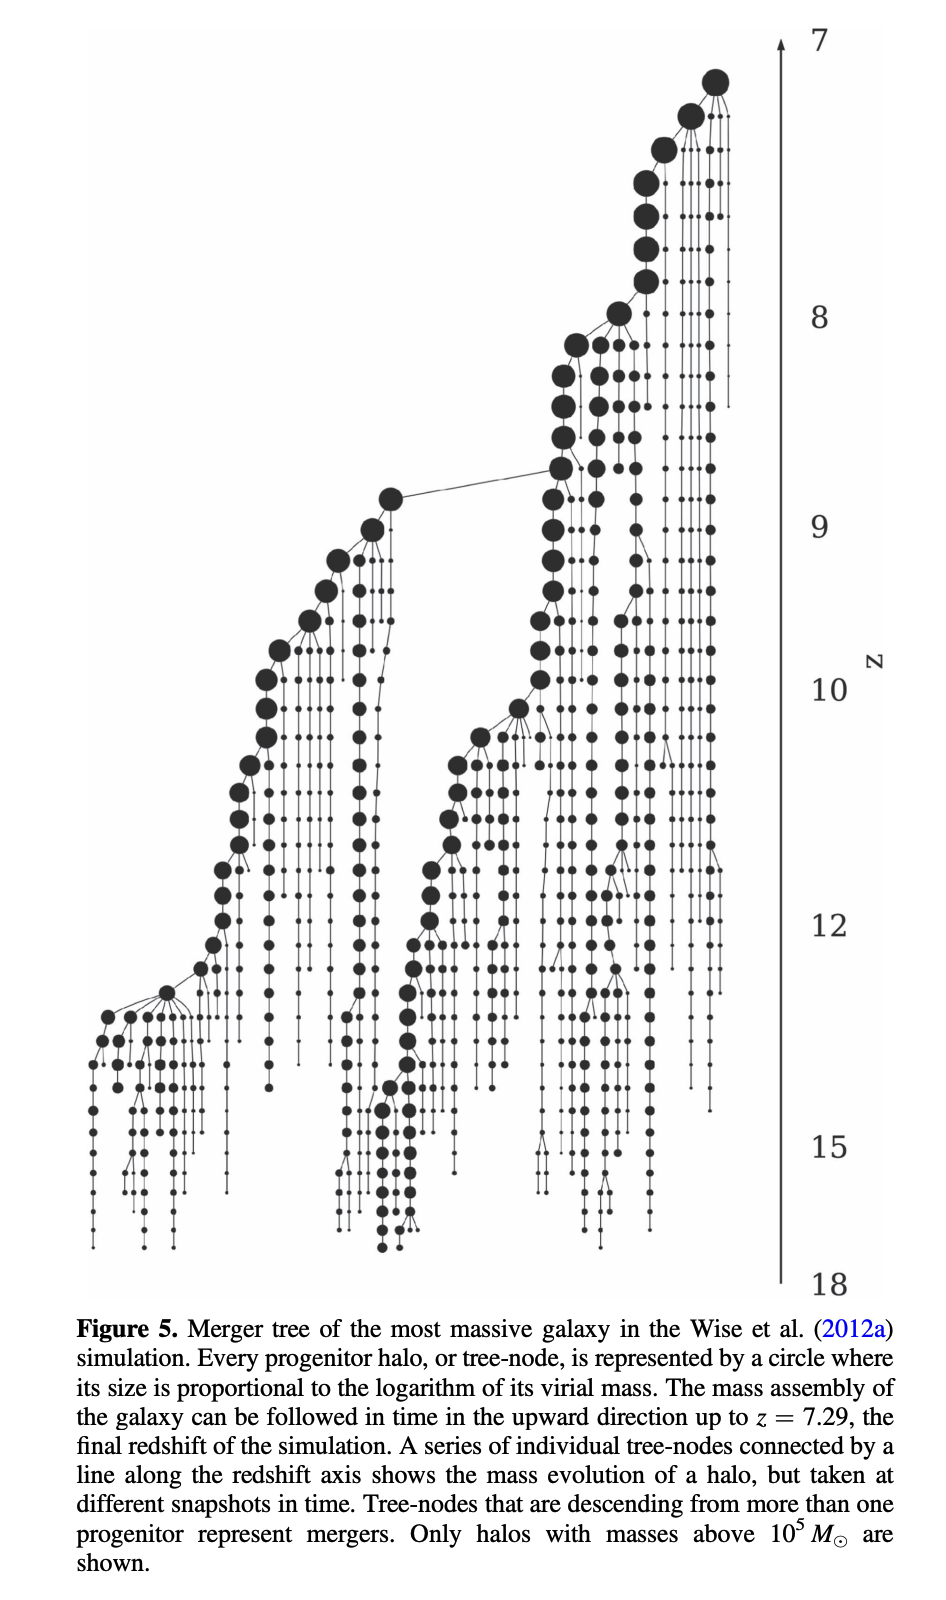 7
8
9
10
12
15
18
z
Figure 5. Merger tree of the most massive galaxy in the Wise et al. (2012a)
simulation. Every progenitor halo, or tree-node, is represented by a circle where
its size is proportional to the logarithm of its virial mass. The mass assembly of
the galaxy can be followed in time in the upward direction up to z = 7.29, the
final redshift of the simulation. A series of individual tree-nodes connected by a
line along the redshift axis shows the mass evolution of a halo, but taken at
different snapshots in time. Tree-nodes that are descending from more than one
progenitor represent mergers. Only halos with masses above 10⁵ M⊙ are
shown.